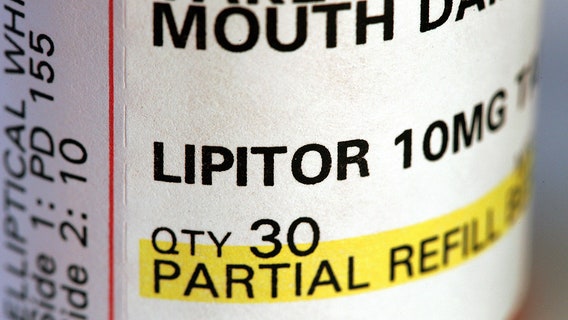 MOUTH
LIPITOR 10MG
QTY 30
PARTIAL REFILL
ELLIPTICAL
Side 1: PD 155
Side 2: 10